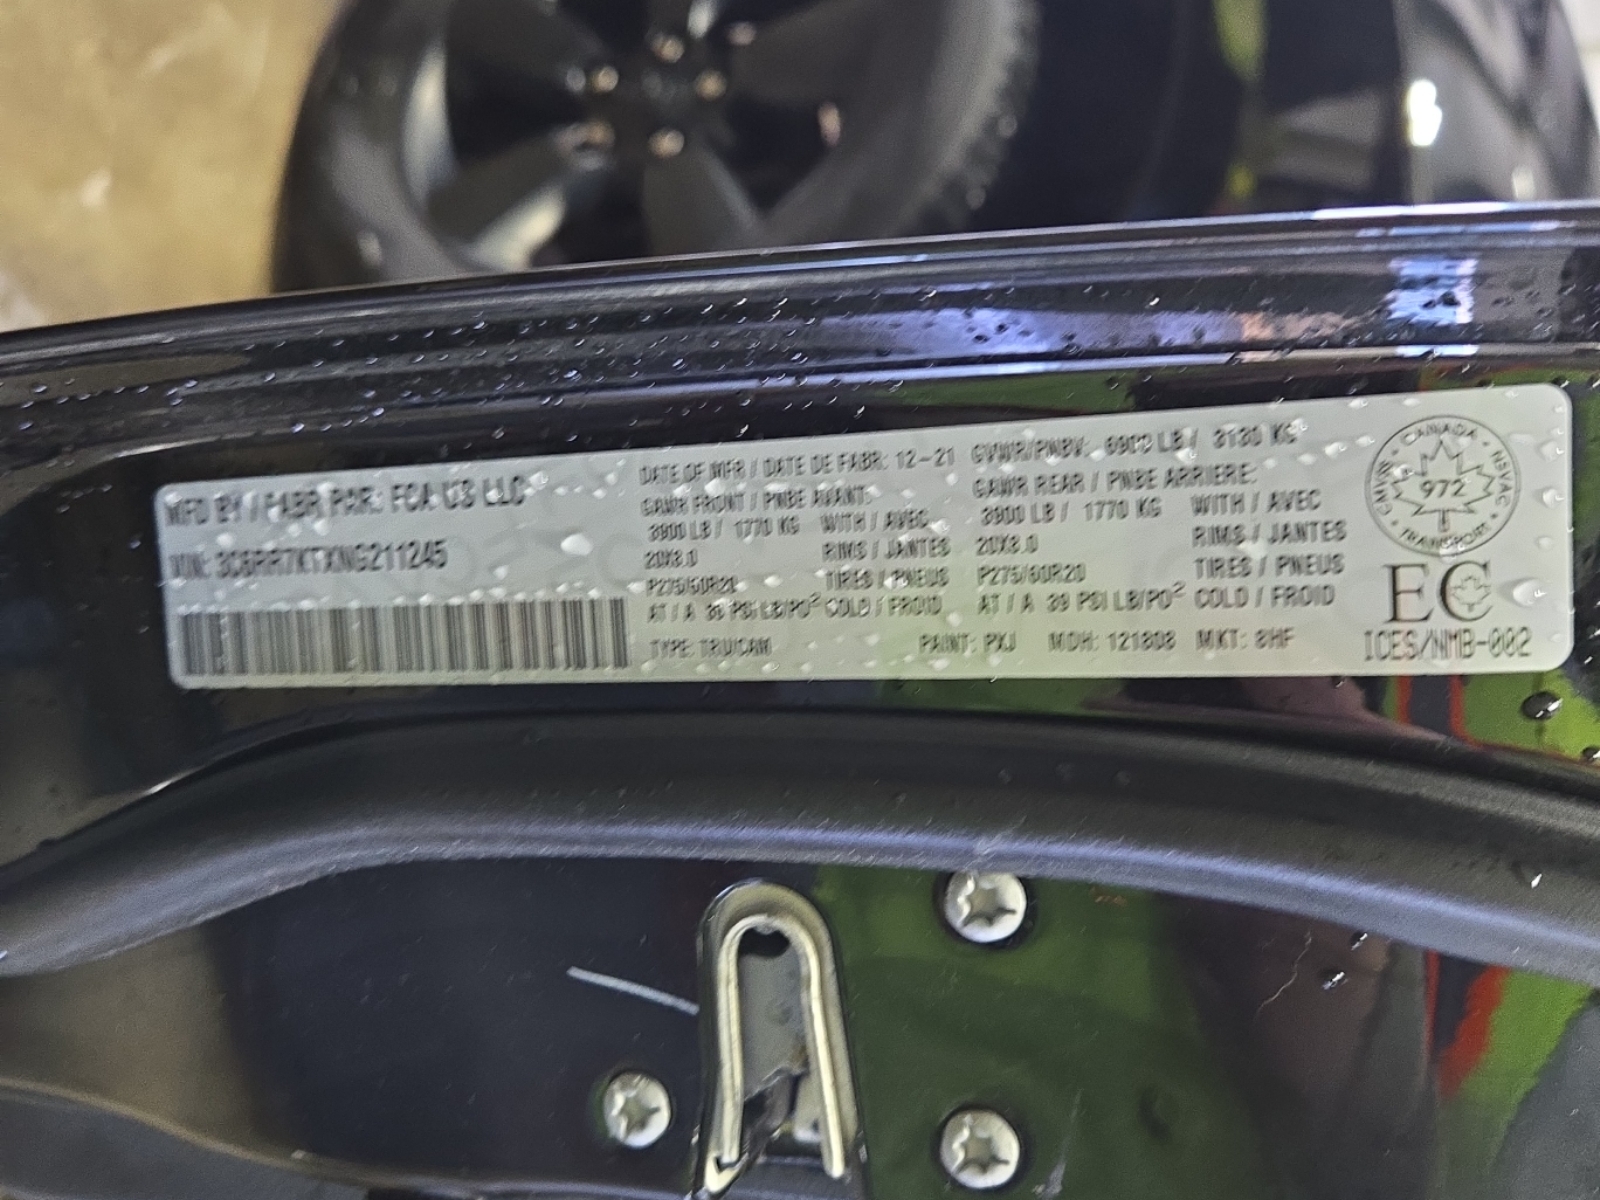 MFD BY / FABR PAR: FCA US LLC
VIN: 3C6RR7KTXNG211245
DATE OF MFR / DATE DE FABR: 12-21 GVWR/PNBV: 6900 LB / 3130 KG
GAWR FRONT / PNBE AVANT: GAWR REAR / PNBE ARRIERE:
3900 LB / 1770 KG WITH / AVEC 3900 LB / 1770 KG WITH / AVEC
20X8.0 RIMS / JANTES 20X8.0 RIMS / JANTES
P275/60R20 TIRES / PNEUS P275/60R20 TIRES / PNEUS
AT / A PSI LB/PO² COLD / FROID AT / A 39 PSI LB/PO² COLD / FROID
TYPE: TRU/CAM PAINT: PXJ MDH: MKT: 8HF
CANADA
CMVSS 972 NSVAC
TRANSPORT
EC
ICES/NMB-002